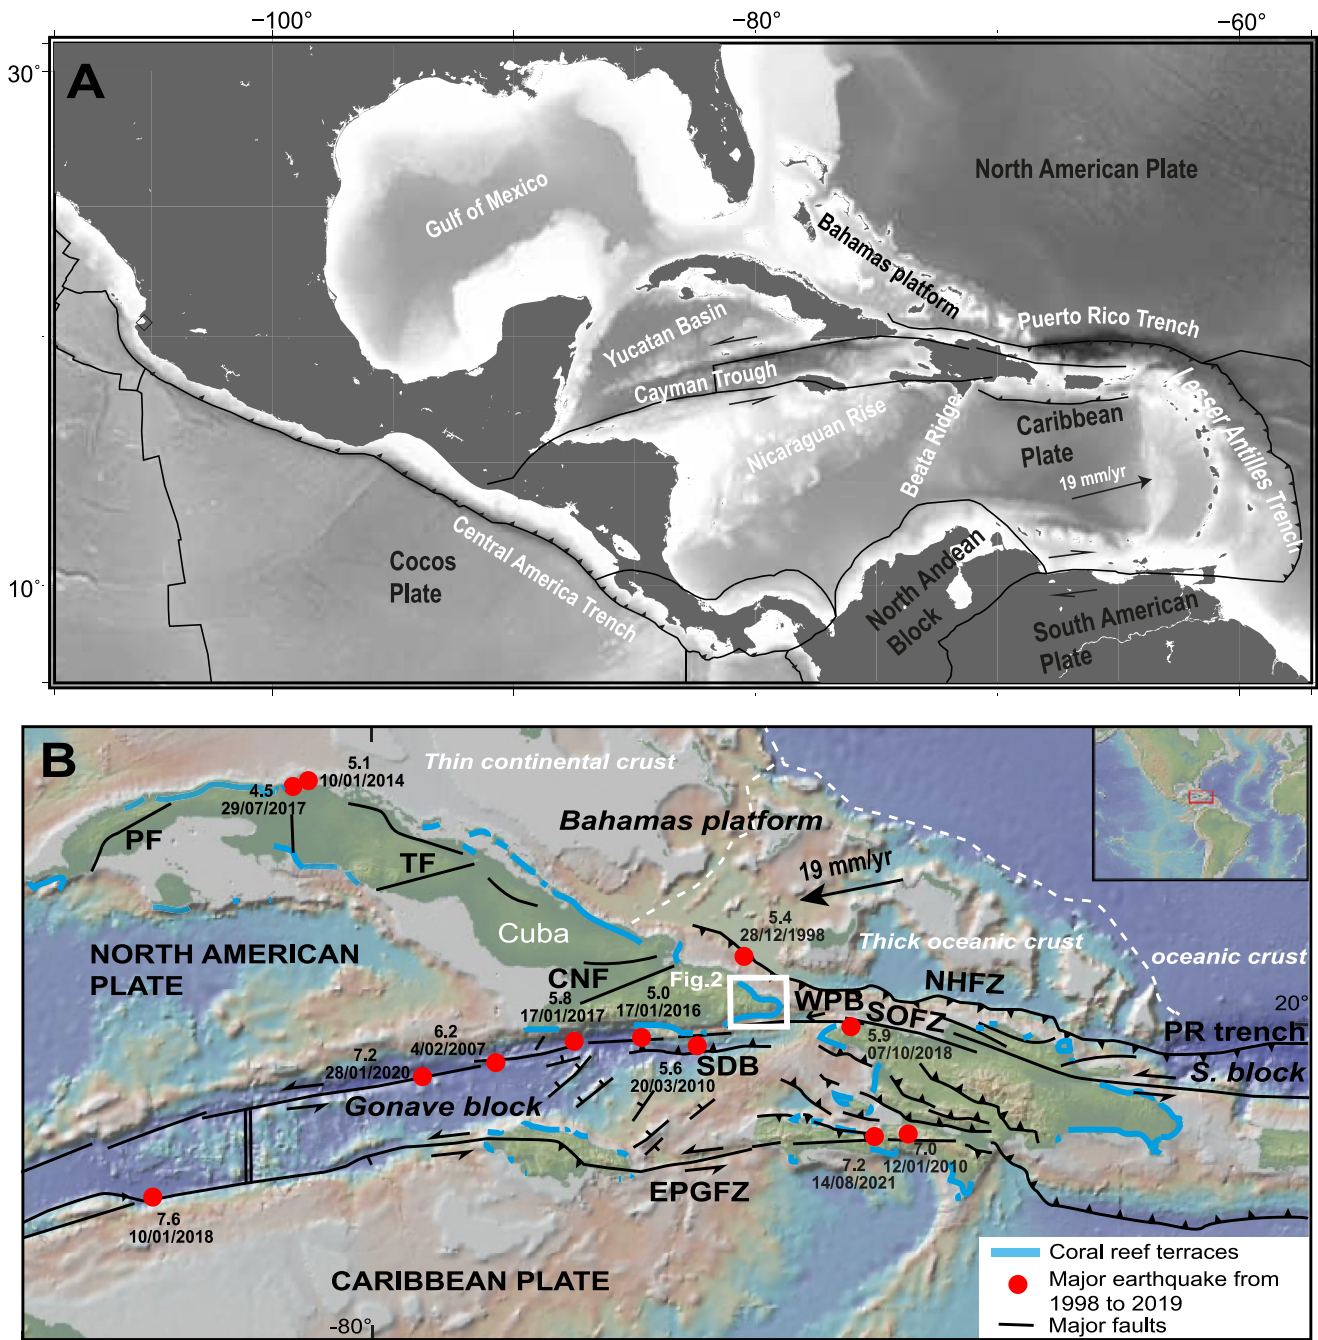 −100°
−80°
−60°
30°
A
North American Plate
Gulf of Mexico
Bahamas platform
Puerto Rico Trench
Yucatan Basin
Cayman Trough
Lesser Antilles Trench
Nicaraguan Rise
Beata Ridge
Caribbean
Plate
19 mm/yr
Central America Trench
Cocos
Plate
10°
North Andean
Block
South American
Plate
B
Thin continental crust
5.1
10/01/2014
4.5
29/07/2017
PF
TF
Bahamas platform
19 mm/yr
Cuba
5.4
28/12/1998
Thick oceanic crust
oceanic crust
NORTH AMERICAN
PLATE
CNF
Fig.2
NHFZ
20°
5.8
17/01/2017
5.0
17/01/2016
WPB
SOFZ
PR trench
6.2
4/02/2007
5.9
07/10/2018
7.2
28/01/2020
SDB
5.6
20/03/2010
S. block
Gonave block
7.0
12/01/2010
7.2
14/08/2021
EPGFZ
7.6
10/01/2018
CARIBBEAN PLATE
-80°
Coral reef terraces
Major earthquake from
1998 to 2019
Major faults